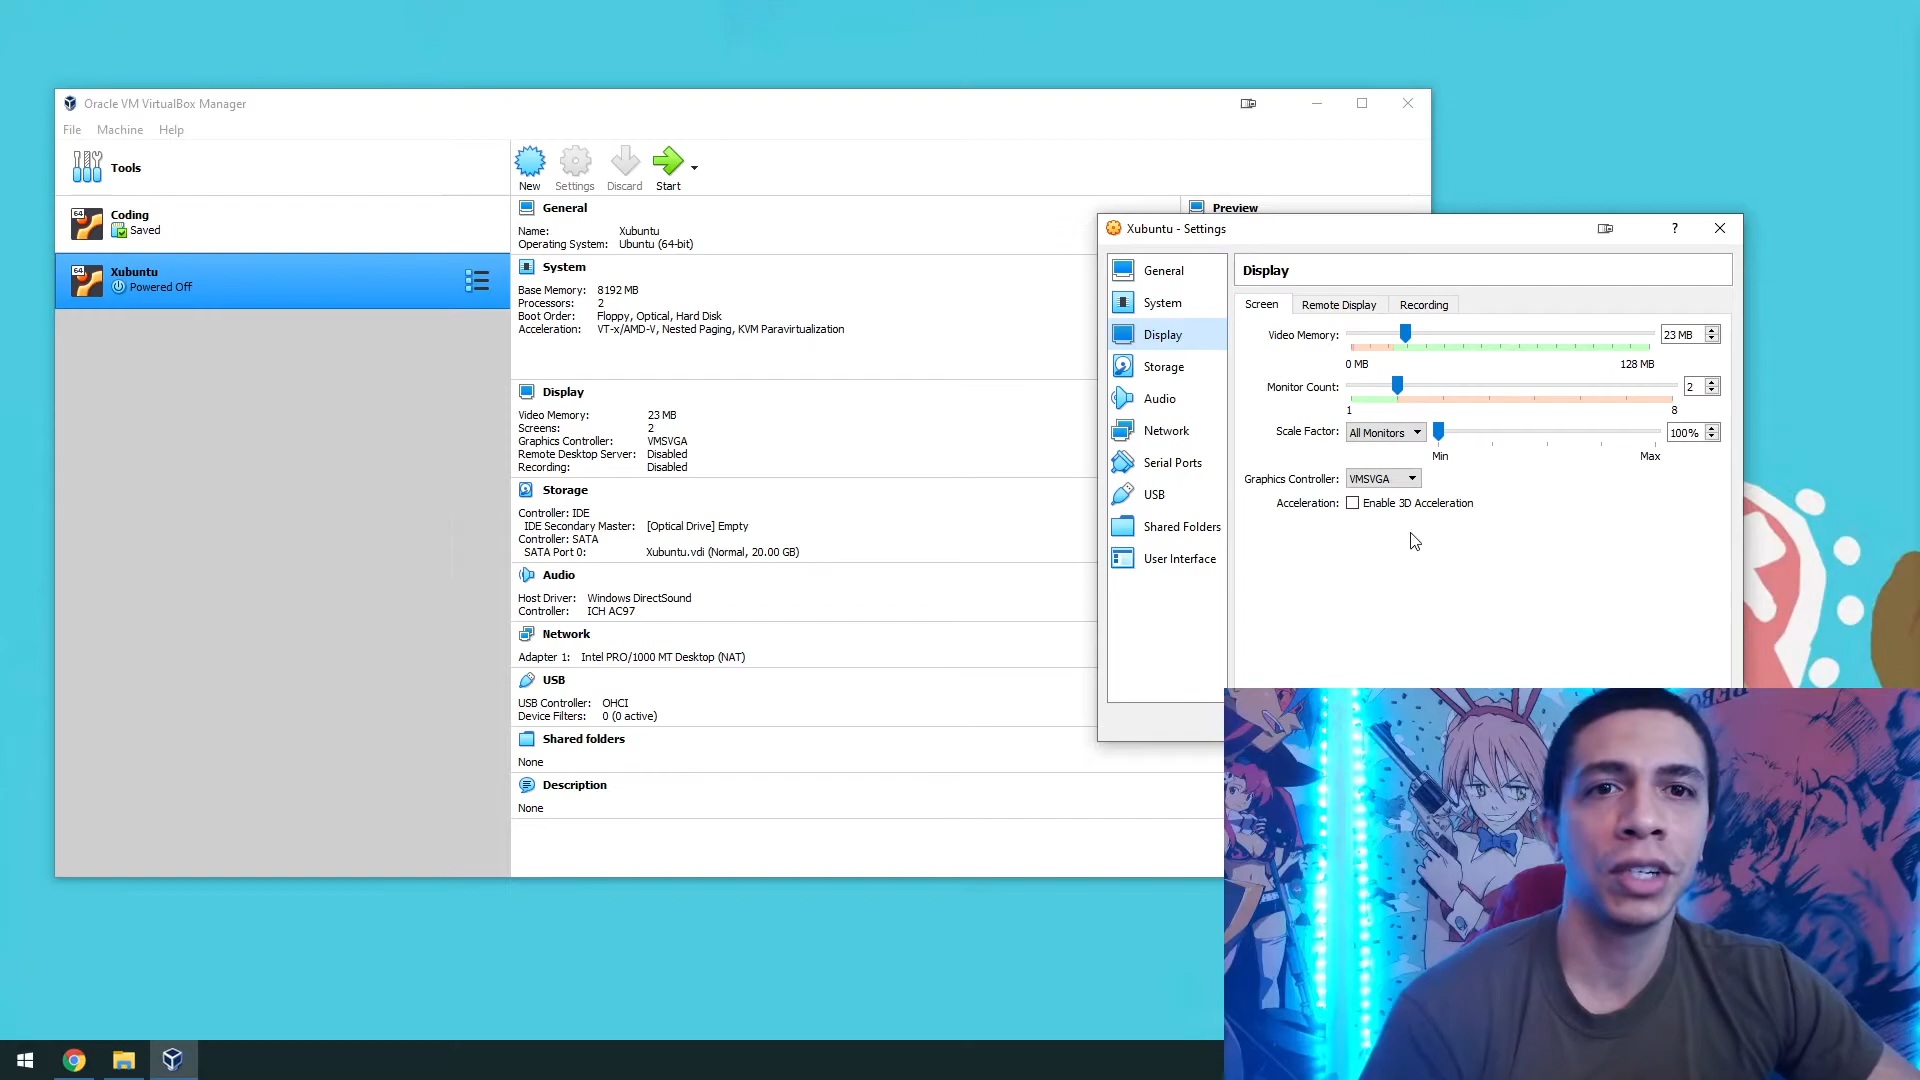 Oracle VM VirtualBox Manager
File Machine Help
Tools
New Settings Discard Start
64
Coding
Saved
64
Xubuntu
Powered Off
General
Name: Xubuntu
Operating System: Ubuntu (64-bit)
System
Base Memory: 8192 MB
Processors: 2
Boot Order: Floppy, Optical, Hard Disk
Acceleration: VT-x/AMD-V, Nested Paging, KVM Paravirtualization
Display
Video Memory: 23 MB
Screens: 2
Graphics Controller: VMSVGA
Remote Desktop Server: Disabled
Recording: Disabled
Storage
Controller: IDE
IDE Secondary Master: [Optical Drive] Empty
Controller: SATA
SATA Port 0: Xubuntu.vdi (Normal, 20.00 GB)
Audio
Host Driver: Windows DirectSound
Controller: ICH AC97
Network
Adapter 1: Intel PRO/1000 MT Desktop (NAT)
USB
USB Controller: OHCI
Device Filters: 0 (0 active)
Shared folders
None
Description
None
Preview
Xubuntu - Settings
?
General
System
Display
Storage
Audio
Network
Serial Ports
USB
Shared Folders
User Interface
Display
Screen Remote Display Recording
Video Memory: 23 MB
0 MB 128 MB
Monitor Count: 2
1 8
Scale Factor: All Monitors 100%
Min Max
Graphics Controller: VMSVGA
Acceleration: Enable 3D Acceleration